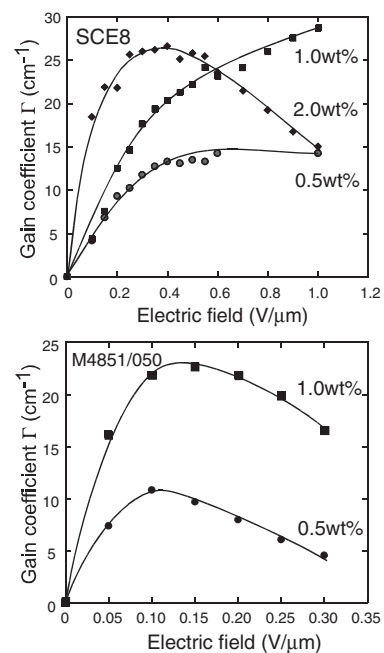 SCE8
30
25
20
15
10
5
0
Gain coefficient Γ (cm⁻¹)
1.0wt%
2.0wt%
0.5wt%
0 0.2 0.4 0.6 0.8 1.0 1.2
Electric field (V/μm)
M4851/050
25
20
15
10
5
0
Gain coefficient Γ (cm⁻¹)
1.0wt%
0.5wt%
0 0.05 0.10 0.15 0.20 0.25 0.30 0.35
Electric field (V/μm)